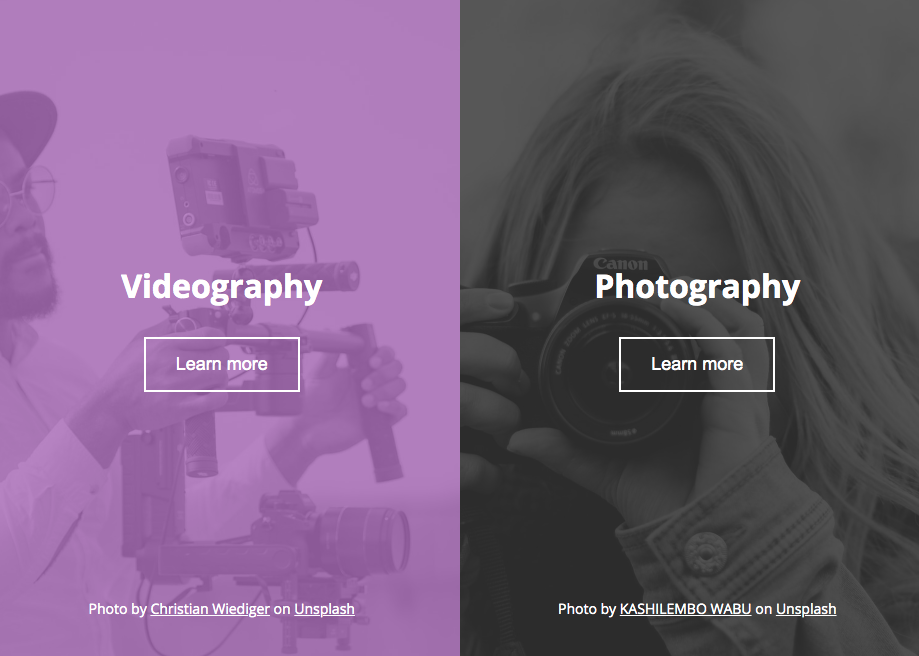 Videography
Learn more
Photo by Christian Wiediger on Unsplash
Canon
Photography
Learn more
Photo by KASHILEMBO WABU on Unsplash